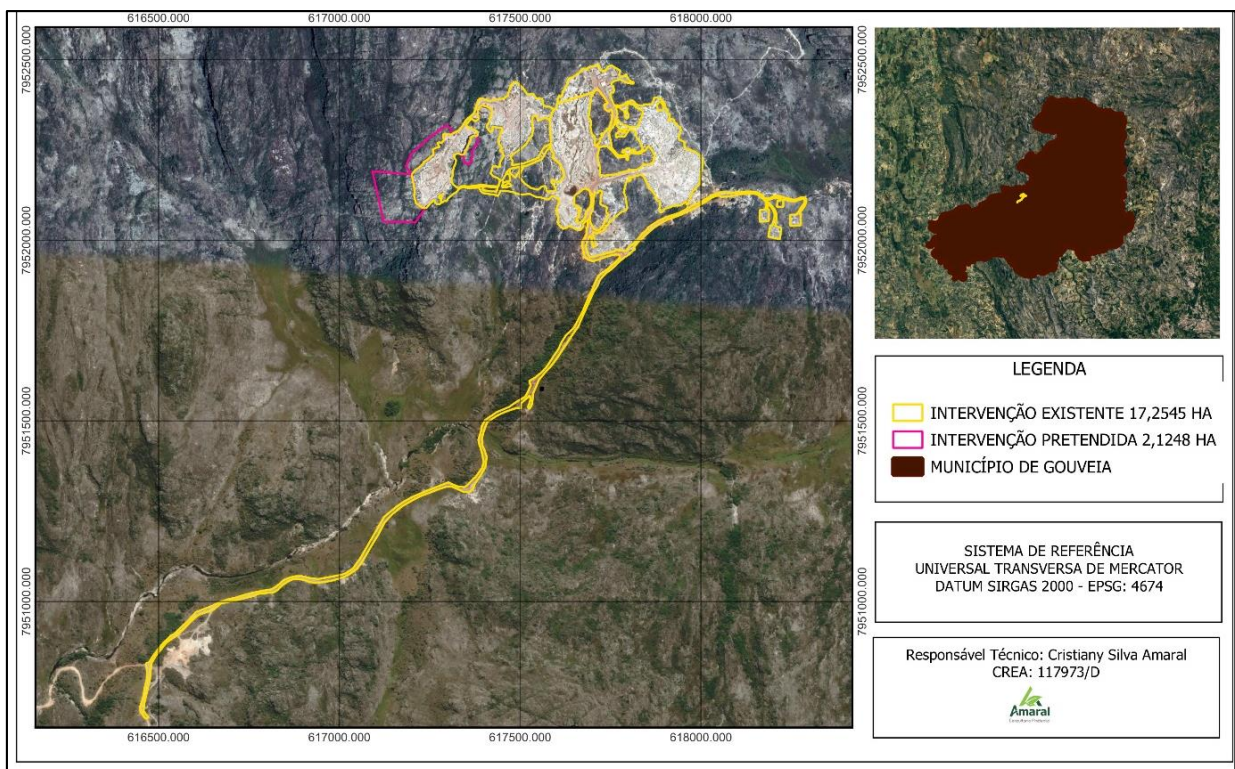 616500.000
617000.000
617500.000
618000.000
7952500.000
7952000.000
7951500.000
7951000.000
7952500.000
7952000.000
7951500.000
7951000.000
616500.000
617000.000
617500.000
618000.000
LEGENDA
INTERVENÇÃO EXISTENTE 17,2545 HA
INTERVENÇÃO PRETENDIDA 2,1248 HA
MUNICÍPIO DE GOUVEIA
SISTEMA DE REFERÊNCIA
UNIVERSAL TRANSVERSA DE MERCATOR
DATUM SIRGAS 2000 - EPSG: 4674
Responsável Técnico: Cristiany Silva Amaral
CREA: 117973/D
Amaral